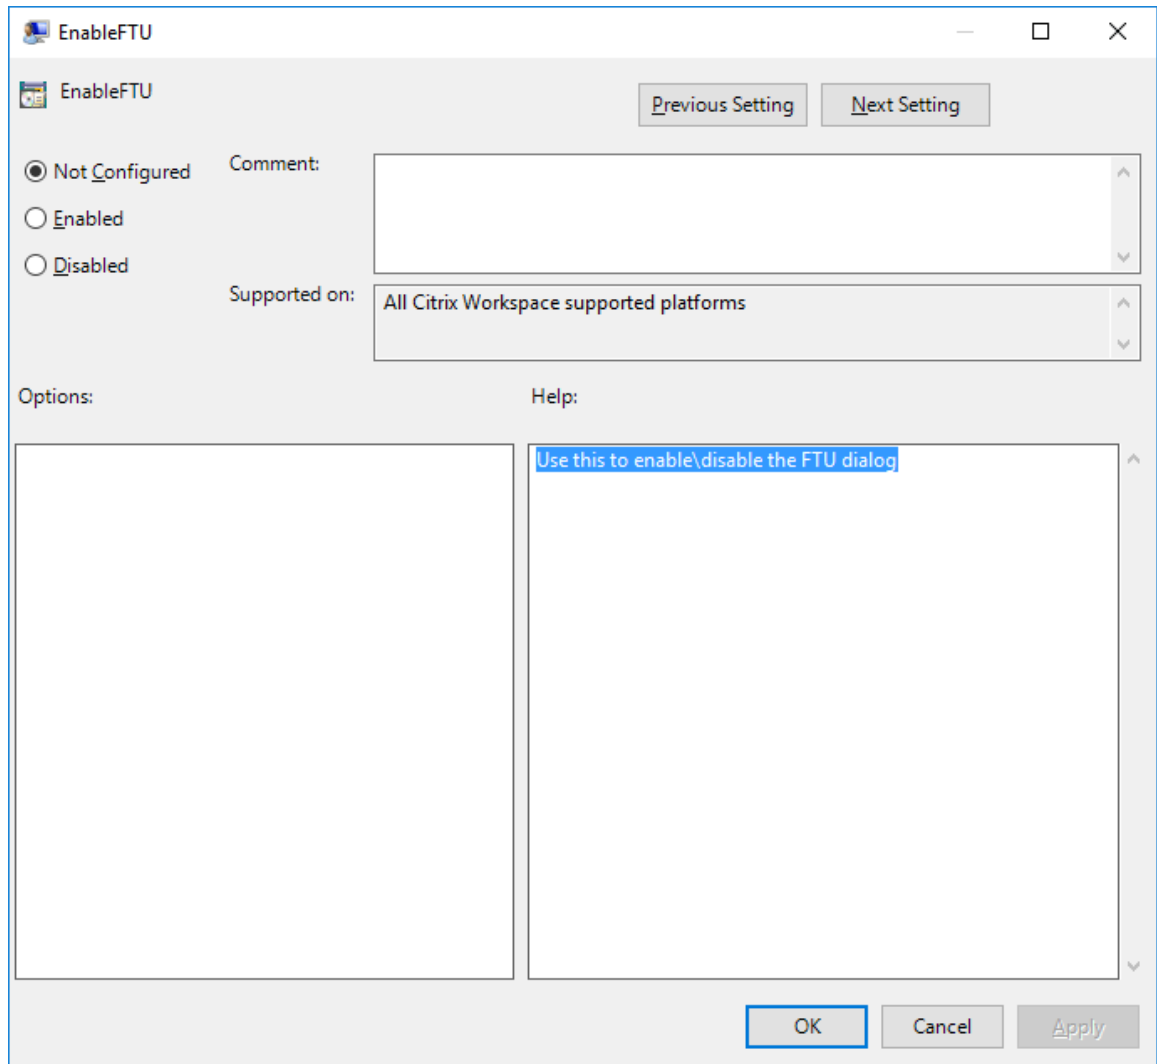 EnableFTU
EnableFTU
Previous Setting
Next Setting
Not Configured
Comment:
Enabled
Disabled
Supported on:
All Citrix Workspace supported platforms
Options:
Help:
Use this to enable\disable the FTU dialog
OK
Cancel
Apply